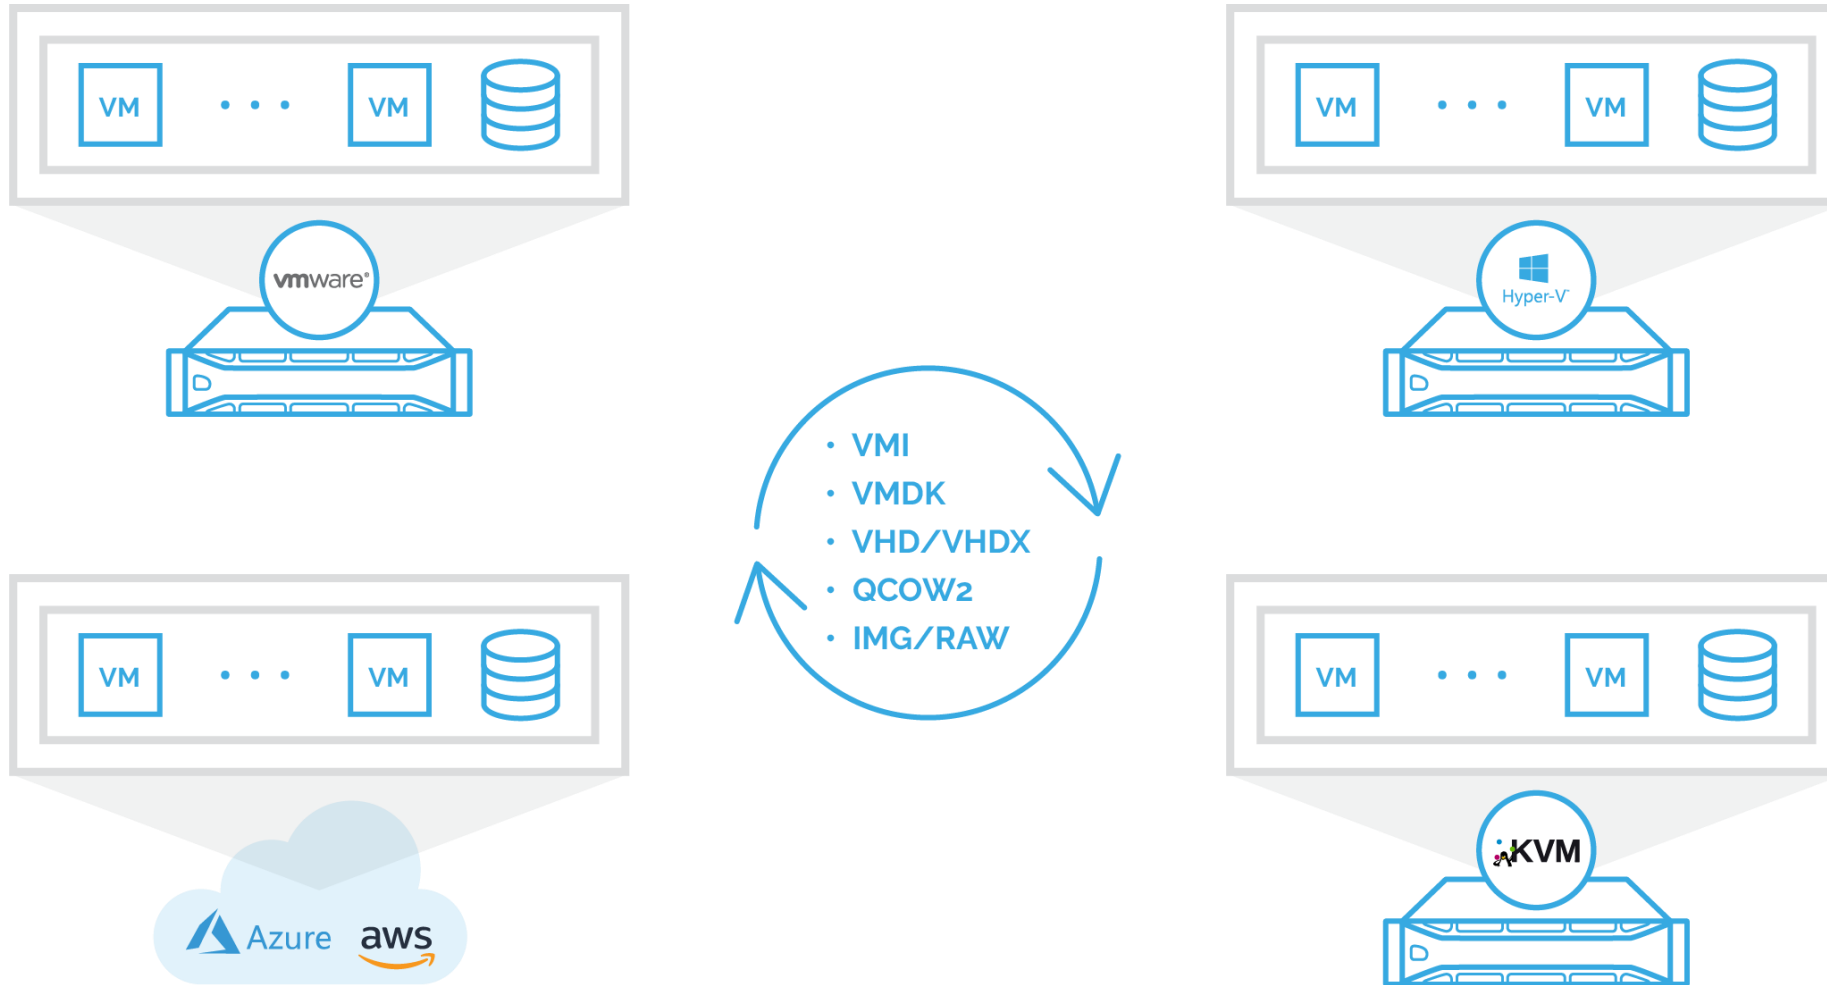 VM . . . VM
VM . . . VM
vmware®
Hyper-V™
• VMI
• VMDK
• VHD/VHDX
• QCOW2
• IMG/RAW
VM . . . VM
VM . . . VM
Azure aws
KVM